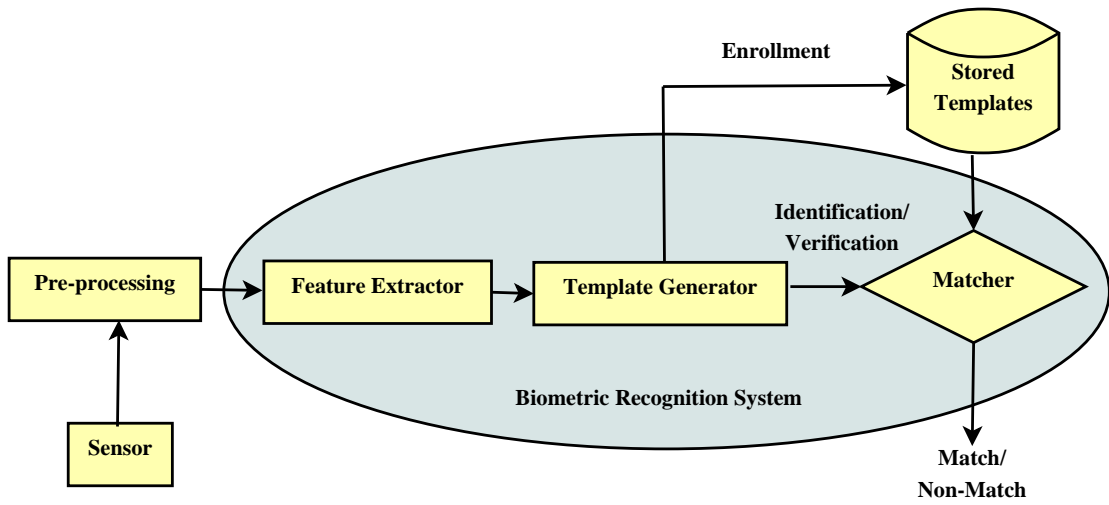 Enrollment
Stored
Templates
Identification/
Verification
Pre-processing
Feature Extractor
Template Generator
Matcher
Biometric Recognition System
Sensor
Match/
Non-Match